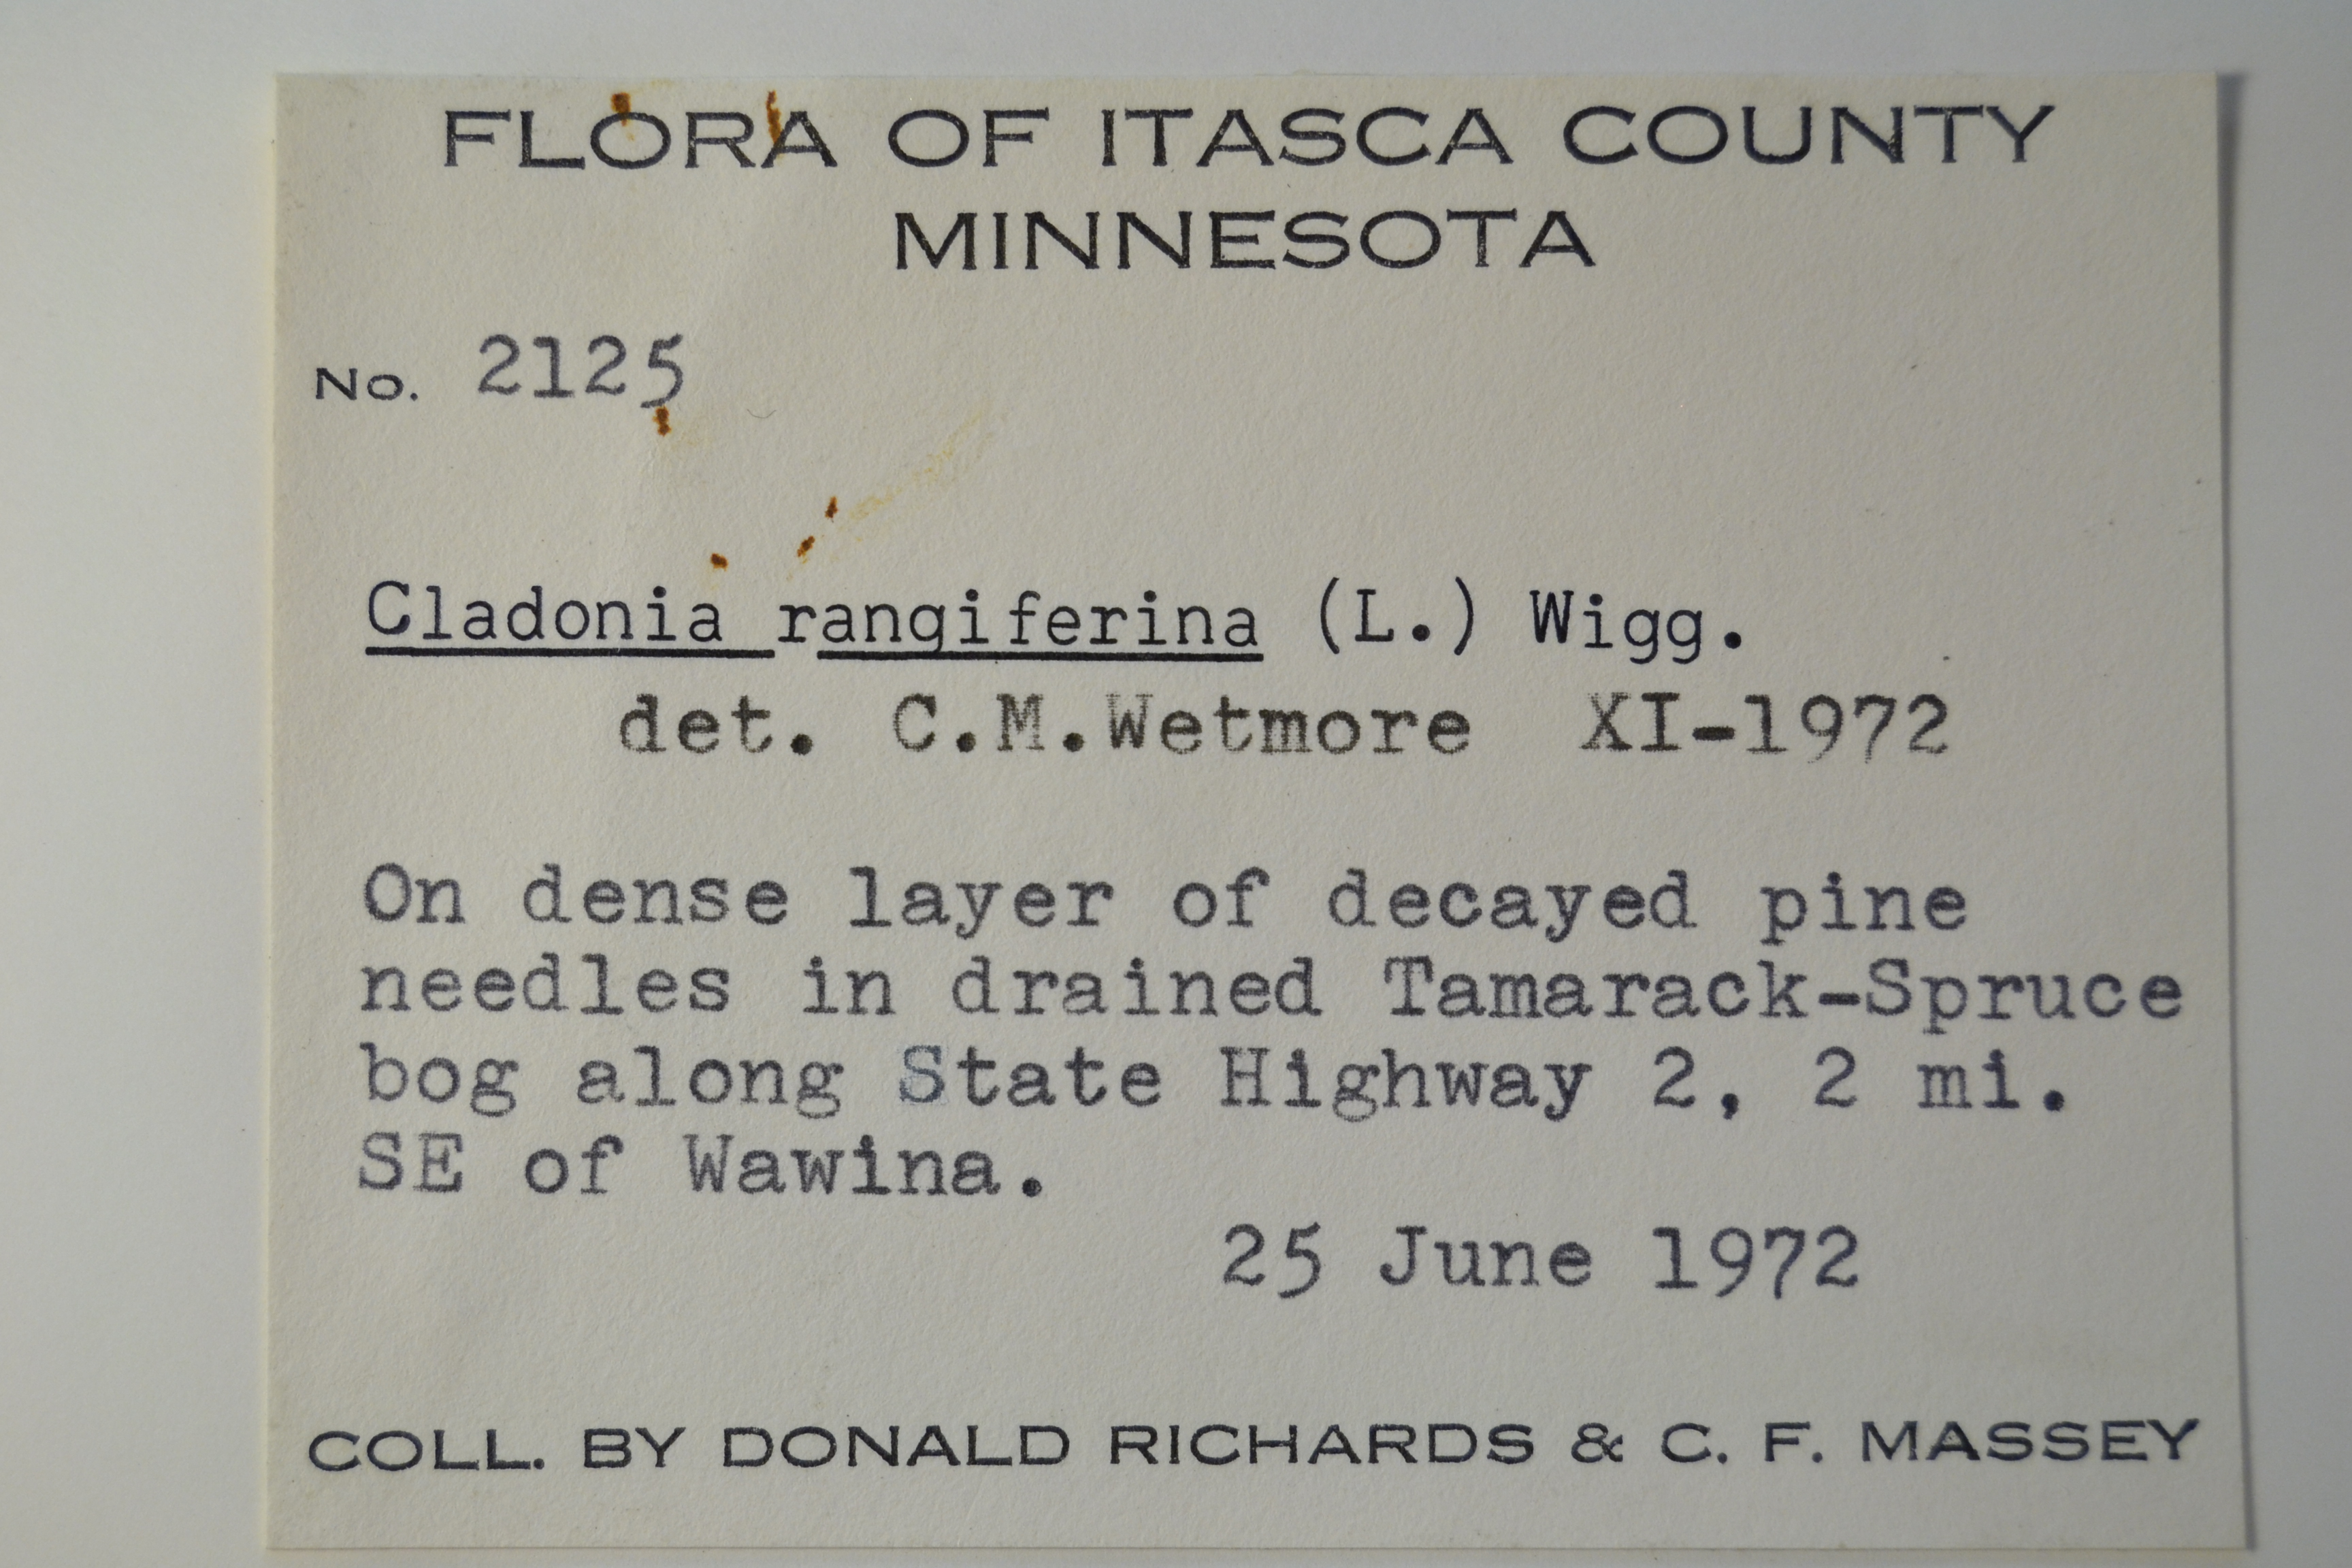 FLORA OF ITASCA COUNTY
MINNESOTA
No. 2125
Cladonia rangiferina (L.) Wigg.
det. C.M.Wetmore XI-1972
On dense layer of decayed pine
needles in drained Tamarack-Spruce
bog along State Highway 2, 2 mi.
SE of Wawina.
25 June 1972
COLL. BY DONALD RICHARDS & C. F. MASSEY